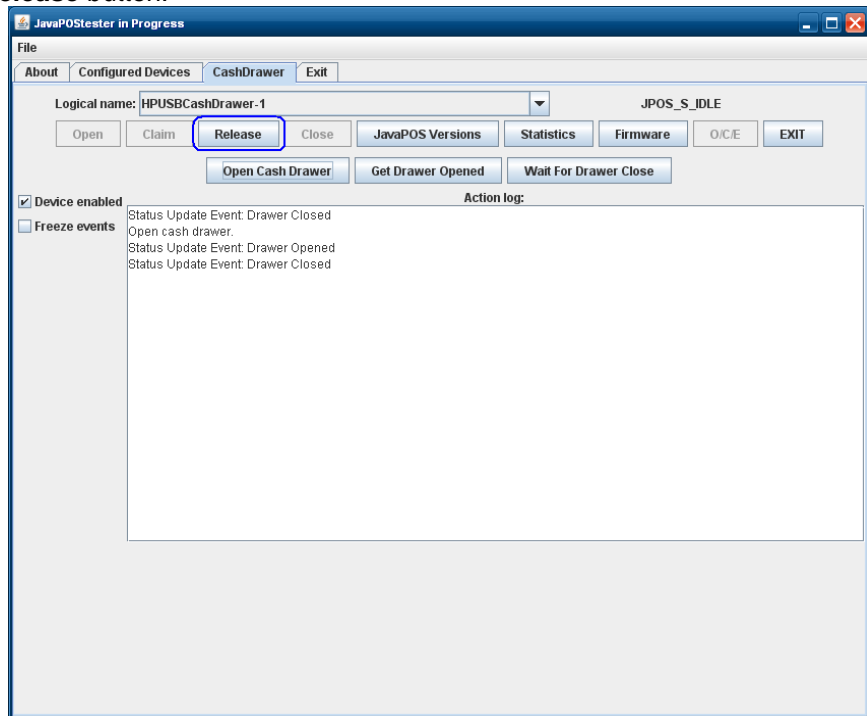 JavaPOStester in Progress
File
About Configured Devices CashDrawer Exit
Logical name: HPUSBCashDrawer-1 JPOS_S_IDLE
Open Claim Release Close JavaPOS Versions Statistics Firmware O/C/E EXIT
Open Cash Drawer Get Drawer Opened Wait For Drawer Close
Action log:
Device enabled
Freeze events
Status Update Event: Drawer Closed
Open cash drawer.
Status Update Event: Drawer Opened
Status Update Event: Drawer Closed